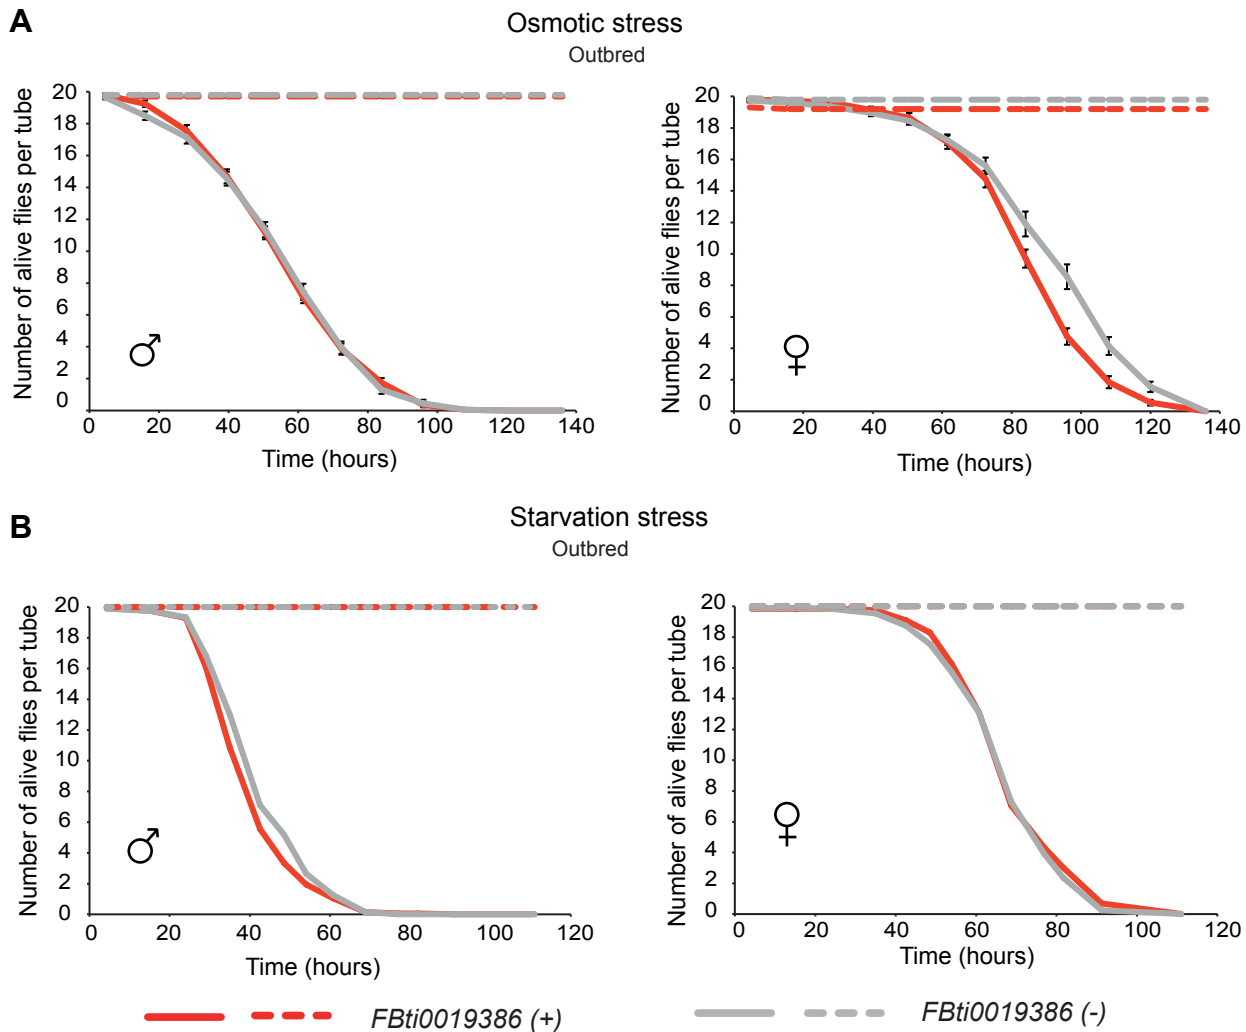 A
Osmotic stress
Outbred
Number of alive flies per tube
20
18
16
14
12
10
8
6
4
2
0
♂
0 20 40 60 80 100 120 140
Time (hours)
Number of alive flies per tube
20
18
16
14
12
10
8
6
4
2
0
♀
0 20 40 60 80 100 120 140
Time (hours)
B
Starvation stress
Outbred
Number of alive flies per tube
20
18
16
14
12
10
8
6
4
2
0
♂
0 20 40 60 80 100 120
Time (hours)
Number of alive flies per tube
20
18
16
14
12
10
8
6
4
2
0
♀
0 20 40 60 80 100 120
Time (hours)
FBti0019386 (+)
FBti0019386 (-)